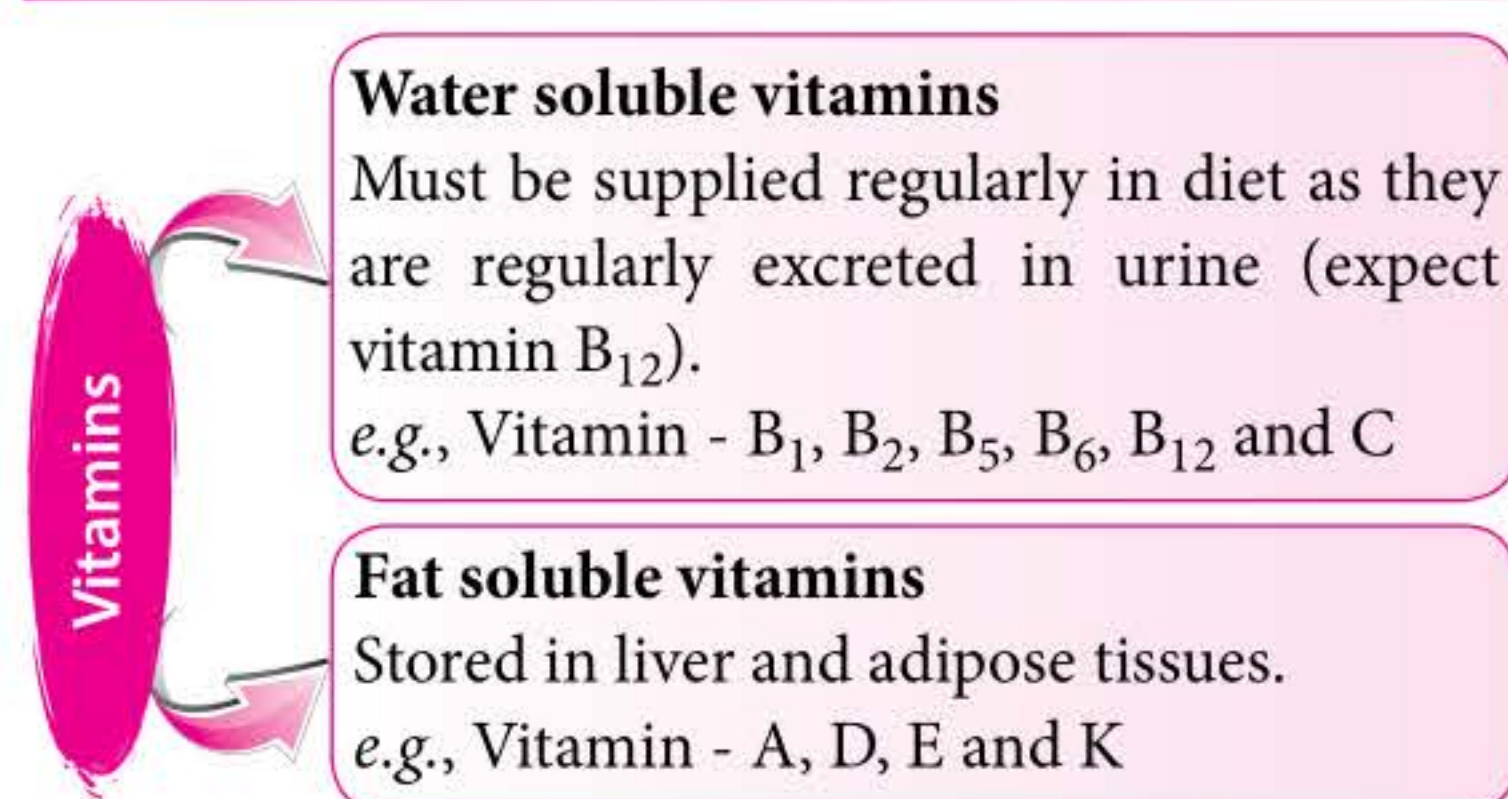 Vitamins
Water soluble vitamins
Must be supplied regularly in diet as they
are regularly excreted in urine (expect
vitamin B₁₂).
e.g., Vitamin - B₁, B₂, B₅, B₆, B₁₂ and C
Fat soluble vitamins
Stored in liver and adipose tissues.
e.g., Vitamin - A, D, E and K